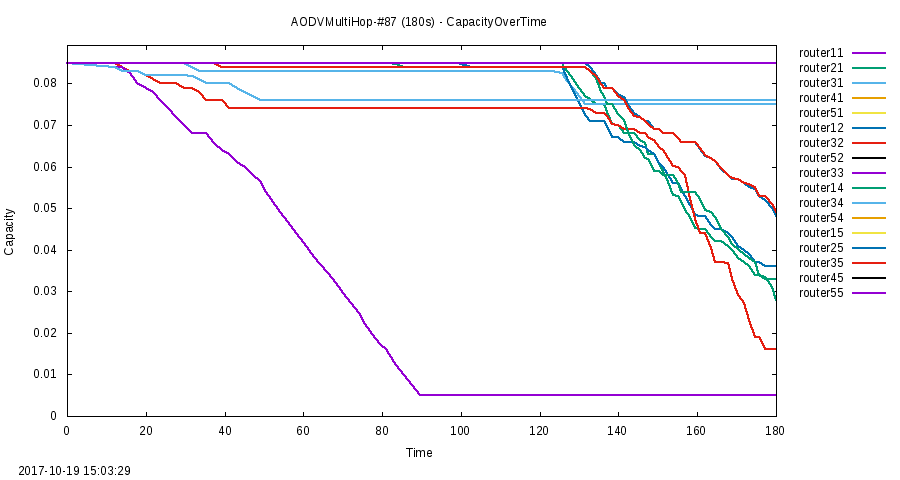 AODVMultiHop-#87 (180s) - CapacityOverTime
Capacity
0.08
0.07
0.06
0.05
0.04
0.03
0.02
0.01
0
0 20 40 60 80 100 120 140 160 180
Time
router11
router21
router31
router41
router51
router12
router32
router52
router33
router14
router34
router54
router15
router25
router35
router45
router55
2017-10-19 15:03:29